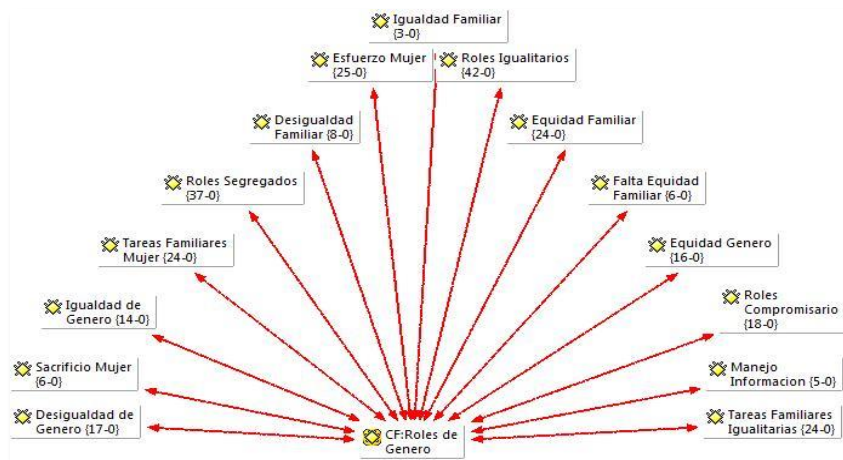 Igualdad Familiar
{3-0}
Esfuerzo Mujer
{25-0}
Roles Igualitarios
{42-0}
Desigualdad
Familiar {8-0}
Equidad Familiar
{24-0}
Roles Segregados
{37-0}
Falta Equidad
Familiar {6-0}
Tareas Familiares
Mujer {24-0}
Equidad Genero
{16-0}
Igualdad de
Genero {14-0}
Roles
Compromisario
{18-0}
Sacrificio Mujer
{6-0}
Manejo
Informacion {5-0}
Desigualdad de
Genero {17-0}
CF:Roles de
Genero
Tareas Familiares
Igualitarias {24-0}